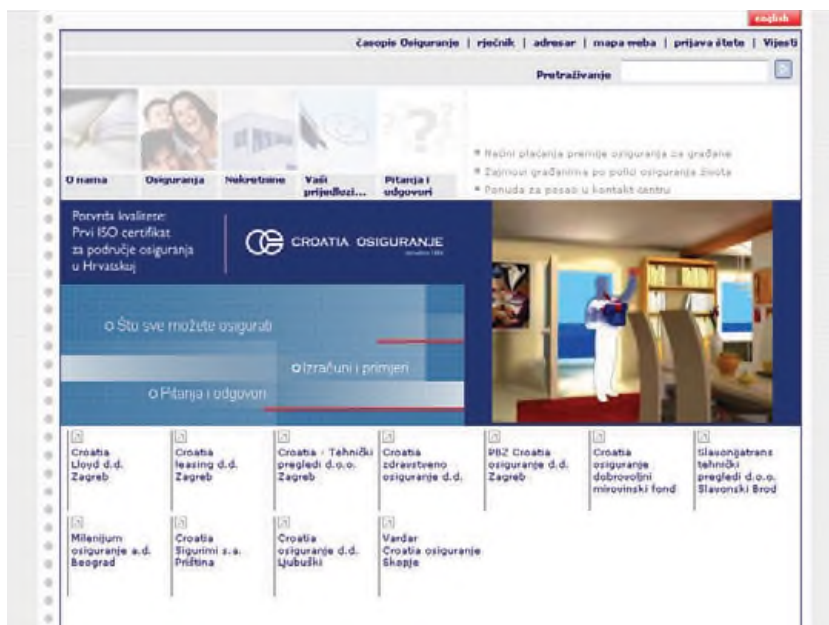 english
časopis Osiguranje | rječnik | adresar | mapa weba | prijava štete | Vijesti
Pretraživanje
Načini plaćanja premije osiguranja za građane
Zajmovi građanima po polici osiguranja života
Ponuda za posao u kontakt centru
O nama
Osiguranja
Nekretnine
Vaši
prijedlozi...
Pitanja i
odgovori
Potvrda kvalitete:
Prvi ISO certifikat
za područje osiguranja
u Hrvatskoj
CROATIA OSIGURANJE
Što sve možete osigurati
Izračuni i primjeri
Pitanja i odgovori
Croatia
Lloyd d.d.
Zagreb
Croatia
leasing d.d.
Zagreb
Croatia - Tehnički
pregledi d.o.o.
Zagreb
Croatia
zdravstveno
osiguranje d.d.
PBZ Croatia
osiguranje d.d.
Zagreb
Croatia
osiguranje
dobrovoljni
mirovinski fond
Slavongatrans
tehnički
pregledi d.o.o.
Slavonski Brod
Milenijum
osiguranje a.d.
Beograd
Croatia
Sigurimi s.a.
Priština
Croatia
osiguranje d.d.
Ljubuški
Vardar
Croatia osiguranje
Skopje